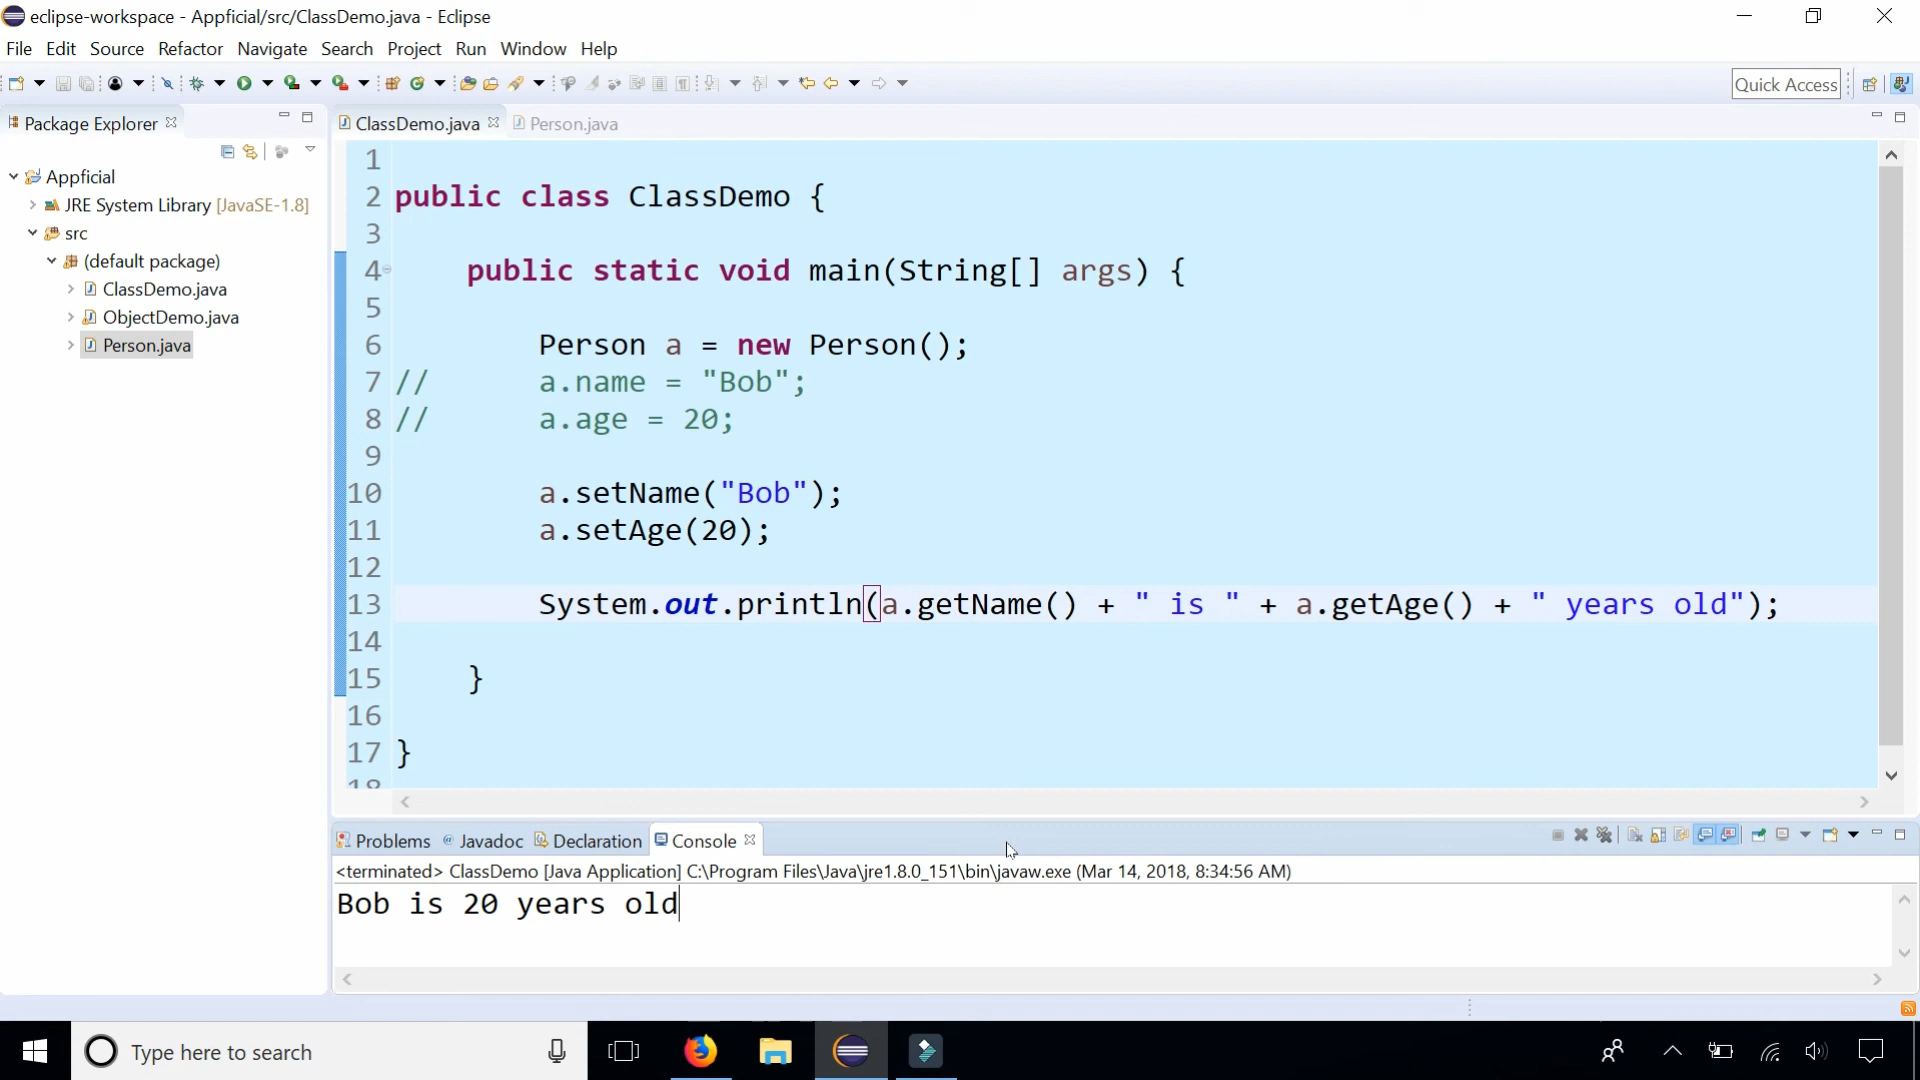 eclipse-workspace - Appficial/src/ClassDemo.java - Eclipse
File Edit Source Refactor Navigate Search Project Run Window Help
Quick Access
Package Explorer
ClassDemo.java
Person.java
Appficial
JRE System Library [JavaSE-1.8]
src
(default package)
ClassDemo.java
ObjectDemo.java
Person.java
1
2 public class ClassDemo {
3
4 public static void main(String[] args) {
5
6 Person a = new Person();
7 // a.name = "Bob";
8 // a.age = 20;
9
10 a.setName("Bob");
11 a.setAge(20);
12
13 System.out.println(a.getName() + " is " + a.getAge() + " years old");
14
15 }
16
17 }
18
Problems @ Javadoc Declaration Console
<terminated> ClassDemo [Java Application] C:\Program Files\Java\jre1.8.0_151\bin\javaw.exe (Mar 14, 2018, 8:34:56 AM)
Bob is 20 years old
Type here to search